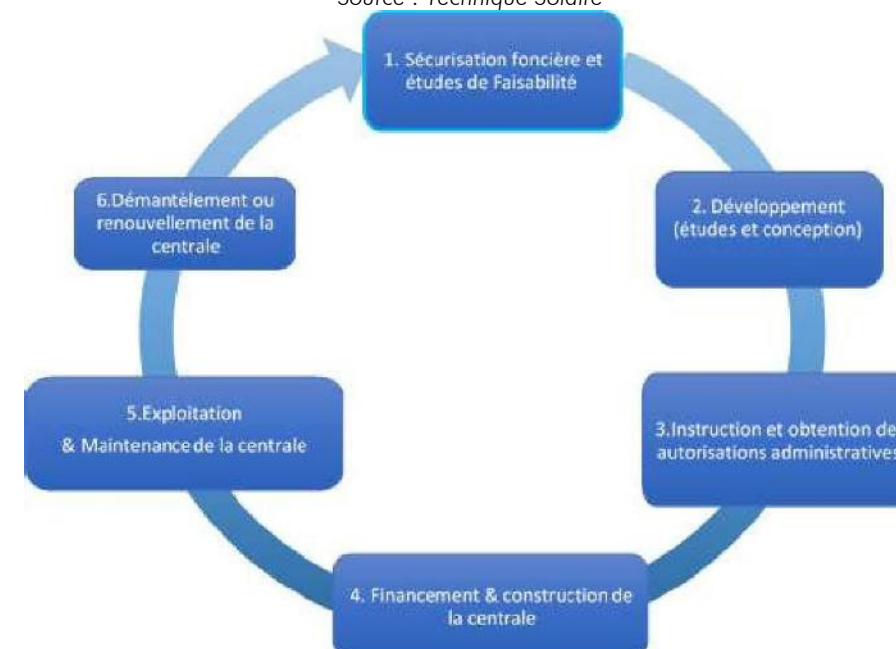 Source : Technique Solaire
1. Sécurisation foncière et
études de Faisabilité
2. Développement
(études et conception)
3.Instruction et obtention de
autorisations administratives
4. Financement & construction de
la centrale
5.Exploitation
& Maintenance de la centrale
6.Démantèlement ou
renouvellement de la
centrale